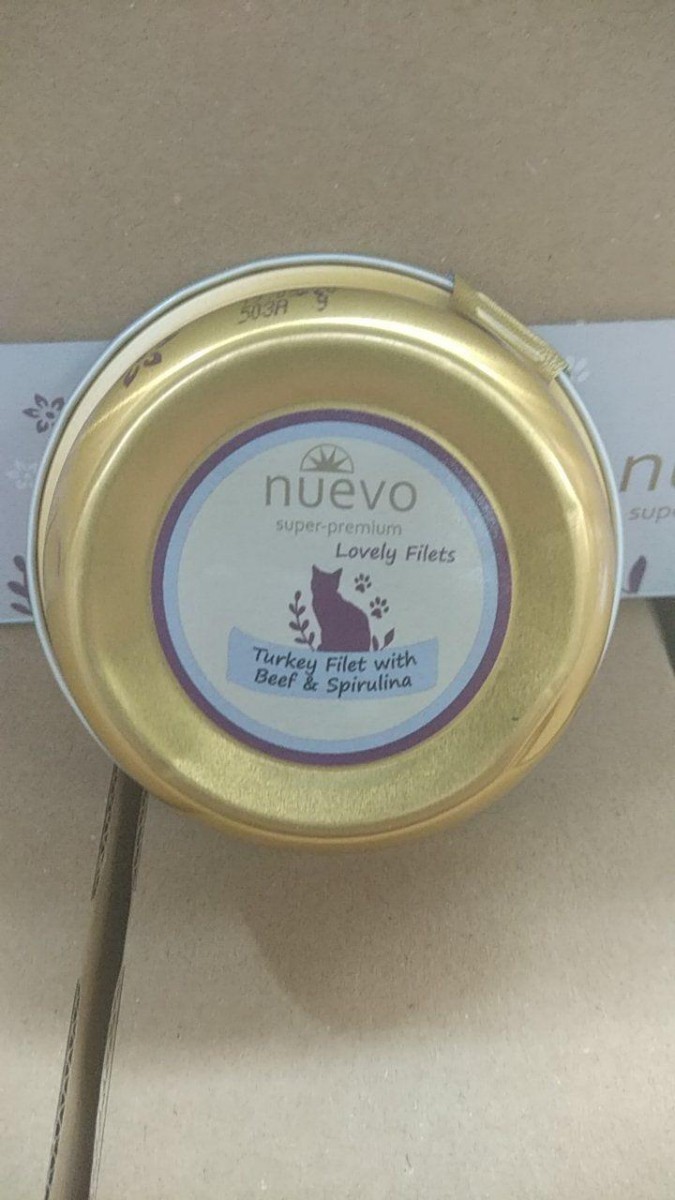 503A 9
nuevo
super-premium
Lovely Filets
Turkey Filet with
Beef & Spirulina